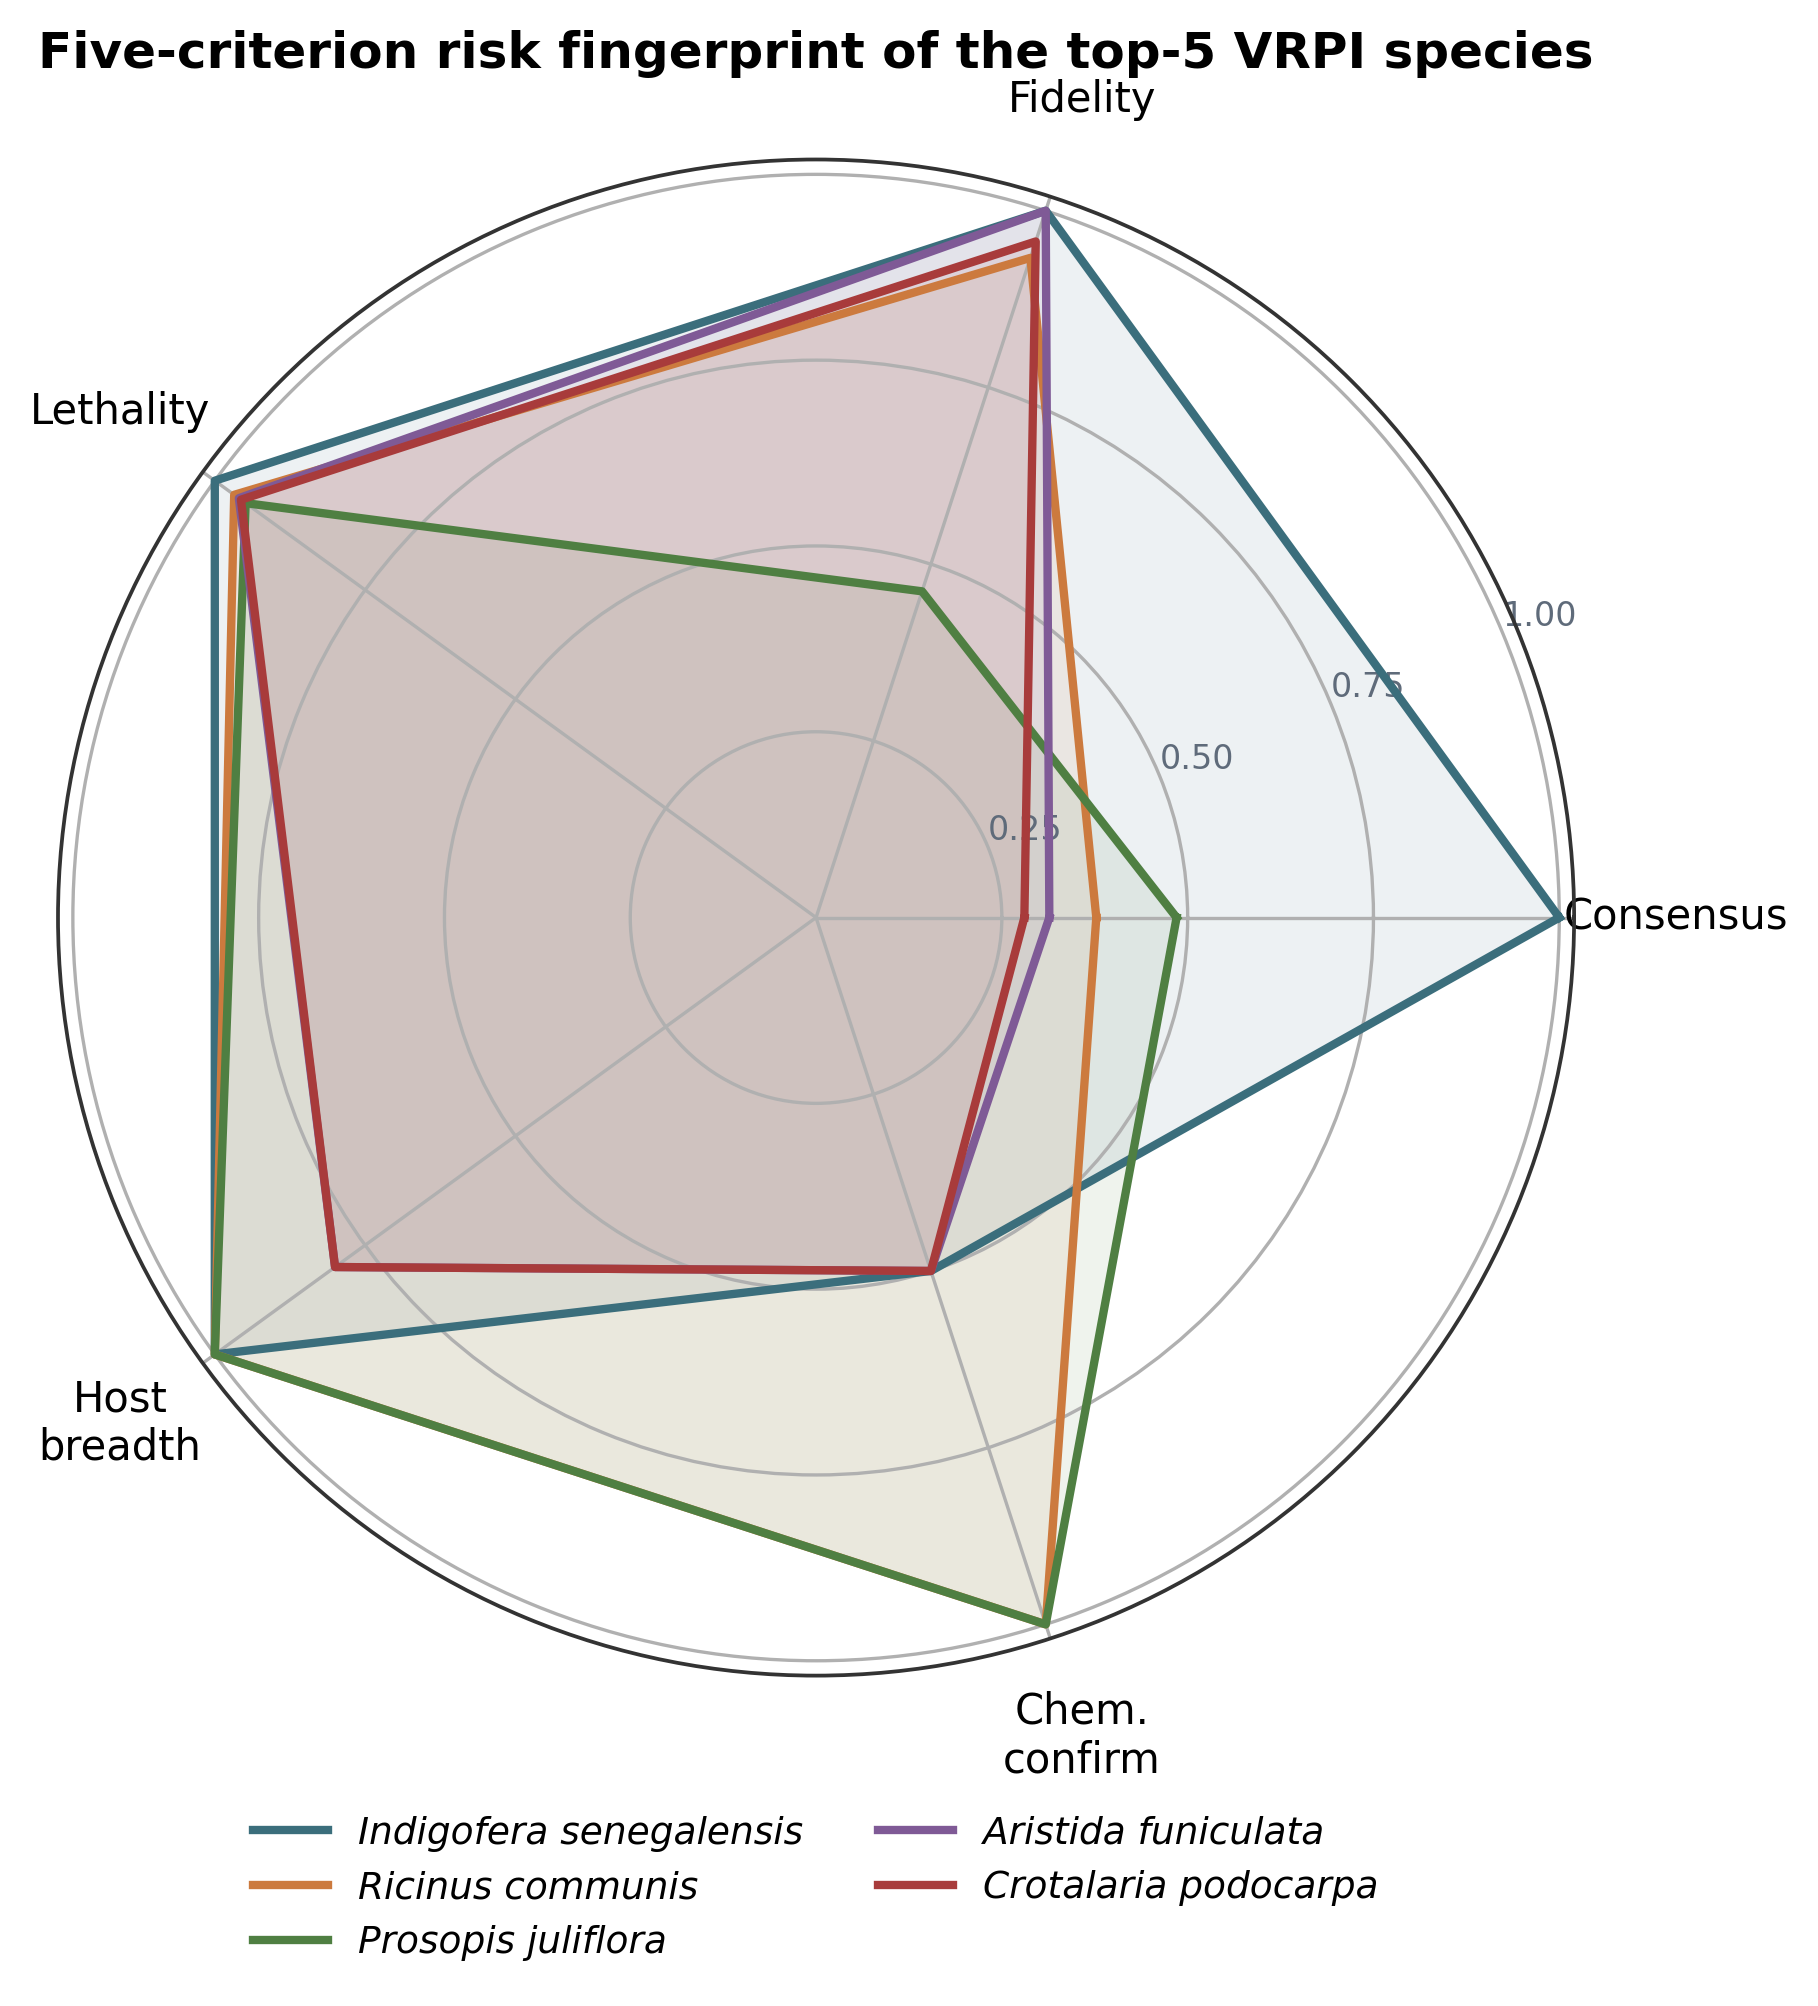 Five-criterion risk fingerprint of the top-5 VRPI species
Fidelity
Lethality
1.00
0.75
0.50
0.25
Consensus
Host
breadth
Chem.
confirm
Indigofera senegalensis
Ricinus communis
Prosopis juliflora
Aristida funiculata
Crotalaria podocarpa